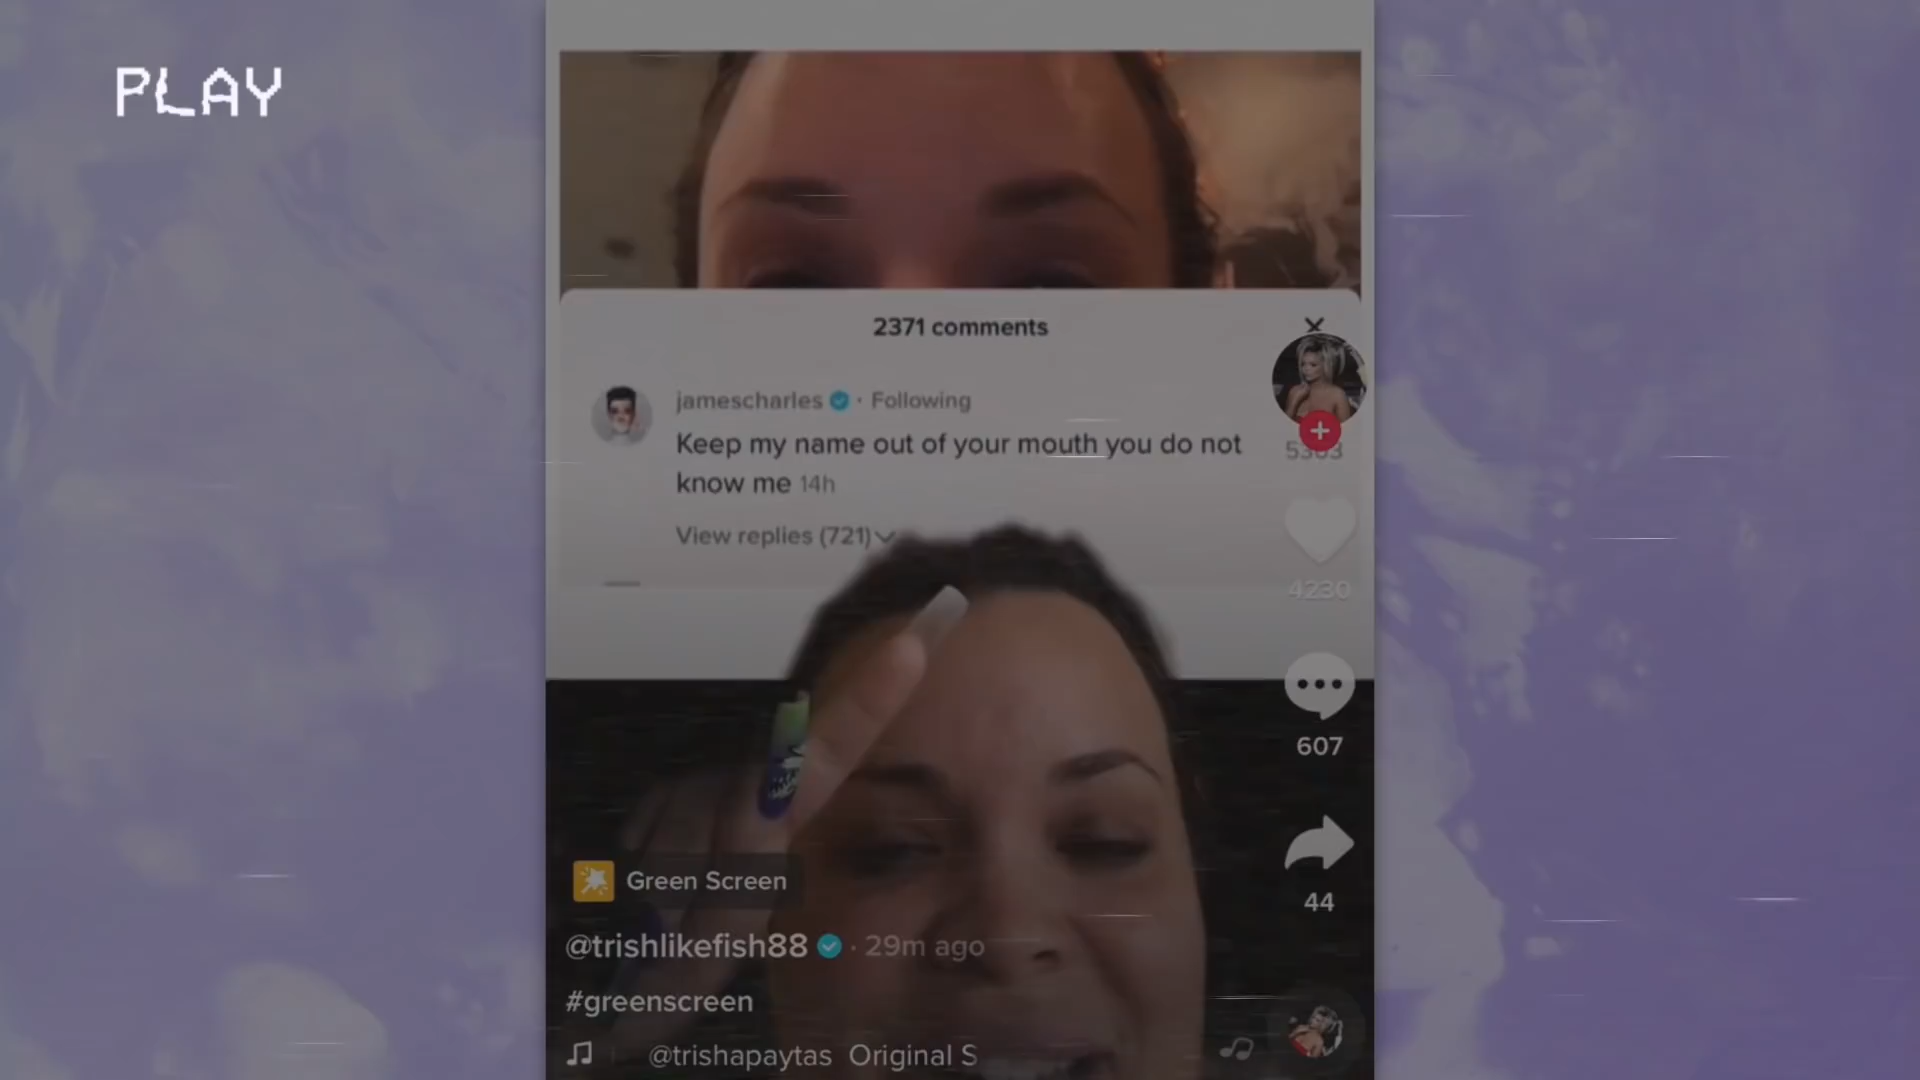 PLAY
2371 comments
jamescharles · Following
Keep my name out of your mouth you do not
know me 14h
View replies (721)
5303
4230
607
44
Green Screen
@trishlikefish88 · 29m ago
#greenscreen
@trishapaytas Original S